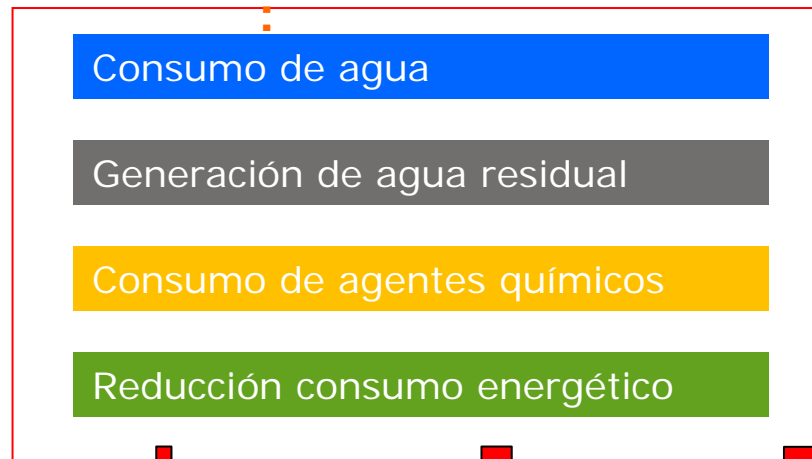 Consumo de agua
Generación de agua residual
Consumo de agentes químicos
Reducción consumo energético